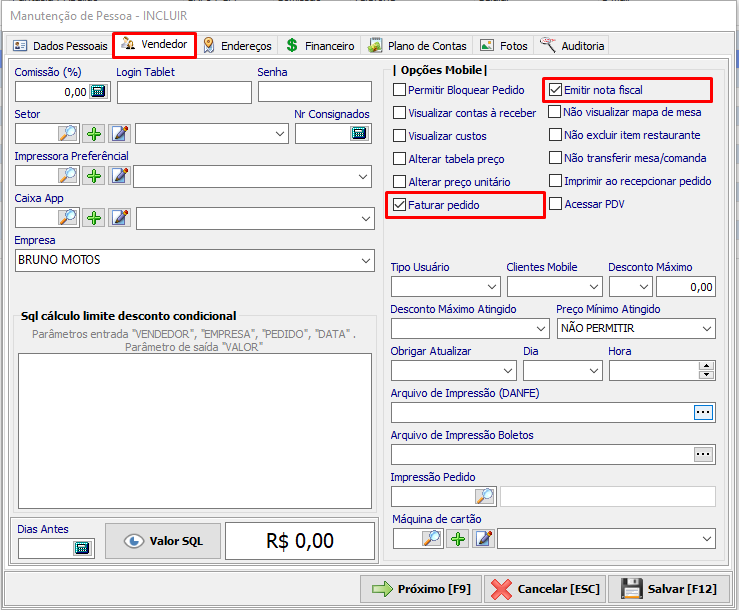 Manutenção de Pessoa - INCLUIR
Dados Pessoais Vendedor Endereços Financeiro Plano de Contas Fotos Auditoria
Comissão (%) Login Tablet Senha
0,00
Setor Nr Consignados
Impressora Preferêncial
Caixa App
Empresa
BRUNO MOTOS
Sql cálculo limite desconto condicional
Parâmetros entrada "VENDEDOR", "EMPRESA", "PEDIDO", "DATA" .
Parâmetro de saída "VALOR"
Dias Antes
Valor SQL
R$ 0,00
| Opções Mobile|
Permitir Bloquear Pedido Emitir nota fiscal
Visualizar contas à receber Não visualizar mapa de mesa
Visualizar custos Não excluir item restaurante
Alterar tabela preço Não transferir mesa/comanda
Alterar preço unitário Imprimir ao recepcionar pedido
Faturar pedido Acessar PDV
Tipo Usuário Clientes Mobile Desconto Máximo
0,00
Desconto Máximo Atingido Preço Mínimo Atingido
NÃO PERMITIR
Obrigar Atualizar Dia Hora
Arquivo de Impressão (DANFE)
Arquivo de Impressão Boletos
Impressão Pedido
Máquina de cartão
Próximo [F9] Cancelar [ESC] Salvar [F12]